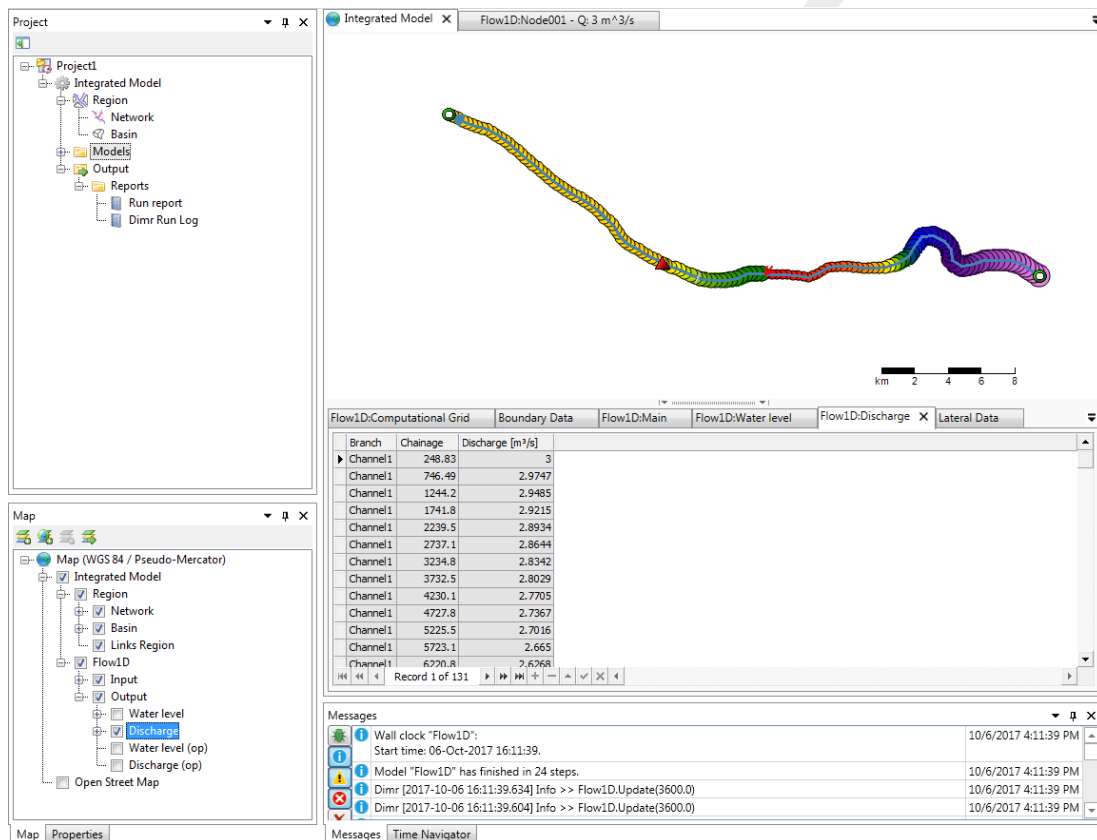 Project
Project1
Integrated Model
Region
Network
Basin
Models
Output
Reports
Run report
Dimr Run Log
Map
Map (WGS 84 / Pseudo-Mercator)
Integrated Model
Region
Network
Basin
Links Region
Flow1D
Input
Output
Water level
Discharge
Water level (op)
Discharge (op)
Open Street Map
Map Properties
Integrated Model Flow1D:Node001 - Q: 3 m^3/s
km 2 4 6 8
Flow1D:Computational Grid Boundary Data Flow1D:Main Flow1D:Water level Flow1D:Discharge Lateral Data
Branch Chainage Discharge [m³/s]
Channel1 248.83 3
Channel1 746.49 2.9747
Channel1 1244.2 2.9485
Channel1 1741.8 2.9215
Channel1 2239.5 2.8934
Channel1 2737.1 2.8644
Channel1 3234.8 2.8342
Channel1 3732.5 2.8029
Channel1 4230.1 2.7705
Channel1 4727.8 2.7367
Channel1 5225.5 2.7016
Channel1 5723.1 2.665
Channel1 6220.8 2.6268
Record 1 of 131
Messages
Wall clock "Flow1D": 10/6/2017 4:11:39 PM
Start time: 06-Oct-2017 16:11:39.
Model "Flow1D" has finished in 24 steps. 10/6/2017 4:11:39 PM
Dimr [2017-10-06 16:11:39.634] Info >> Flow1D.Update(3600.0) 10/6/2017 4:11:39 PM
Dimr [2017-10-06 16:11:39.604] Info >> Flow1D.Update(3600.0) 10/6/2017 4:11:39 PM
Messages Time Navigator